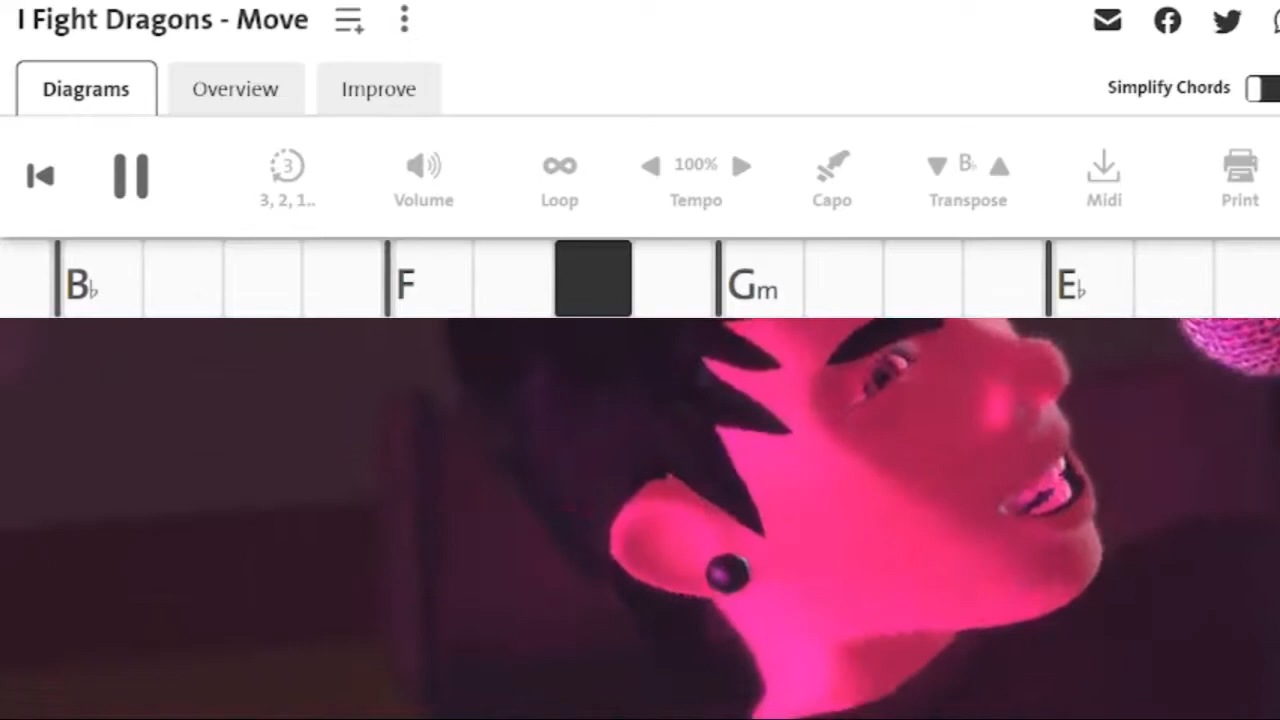 I Fight Dragons - Move
Diagrams Overview Improve Simplify Chords
3 100% B♭
3, 2, 1.. Volume Loop Tempo Capo Transpose Midi Print
B♭ F Gm E♭